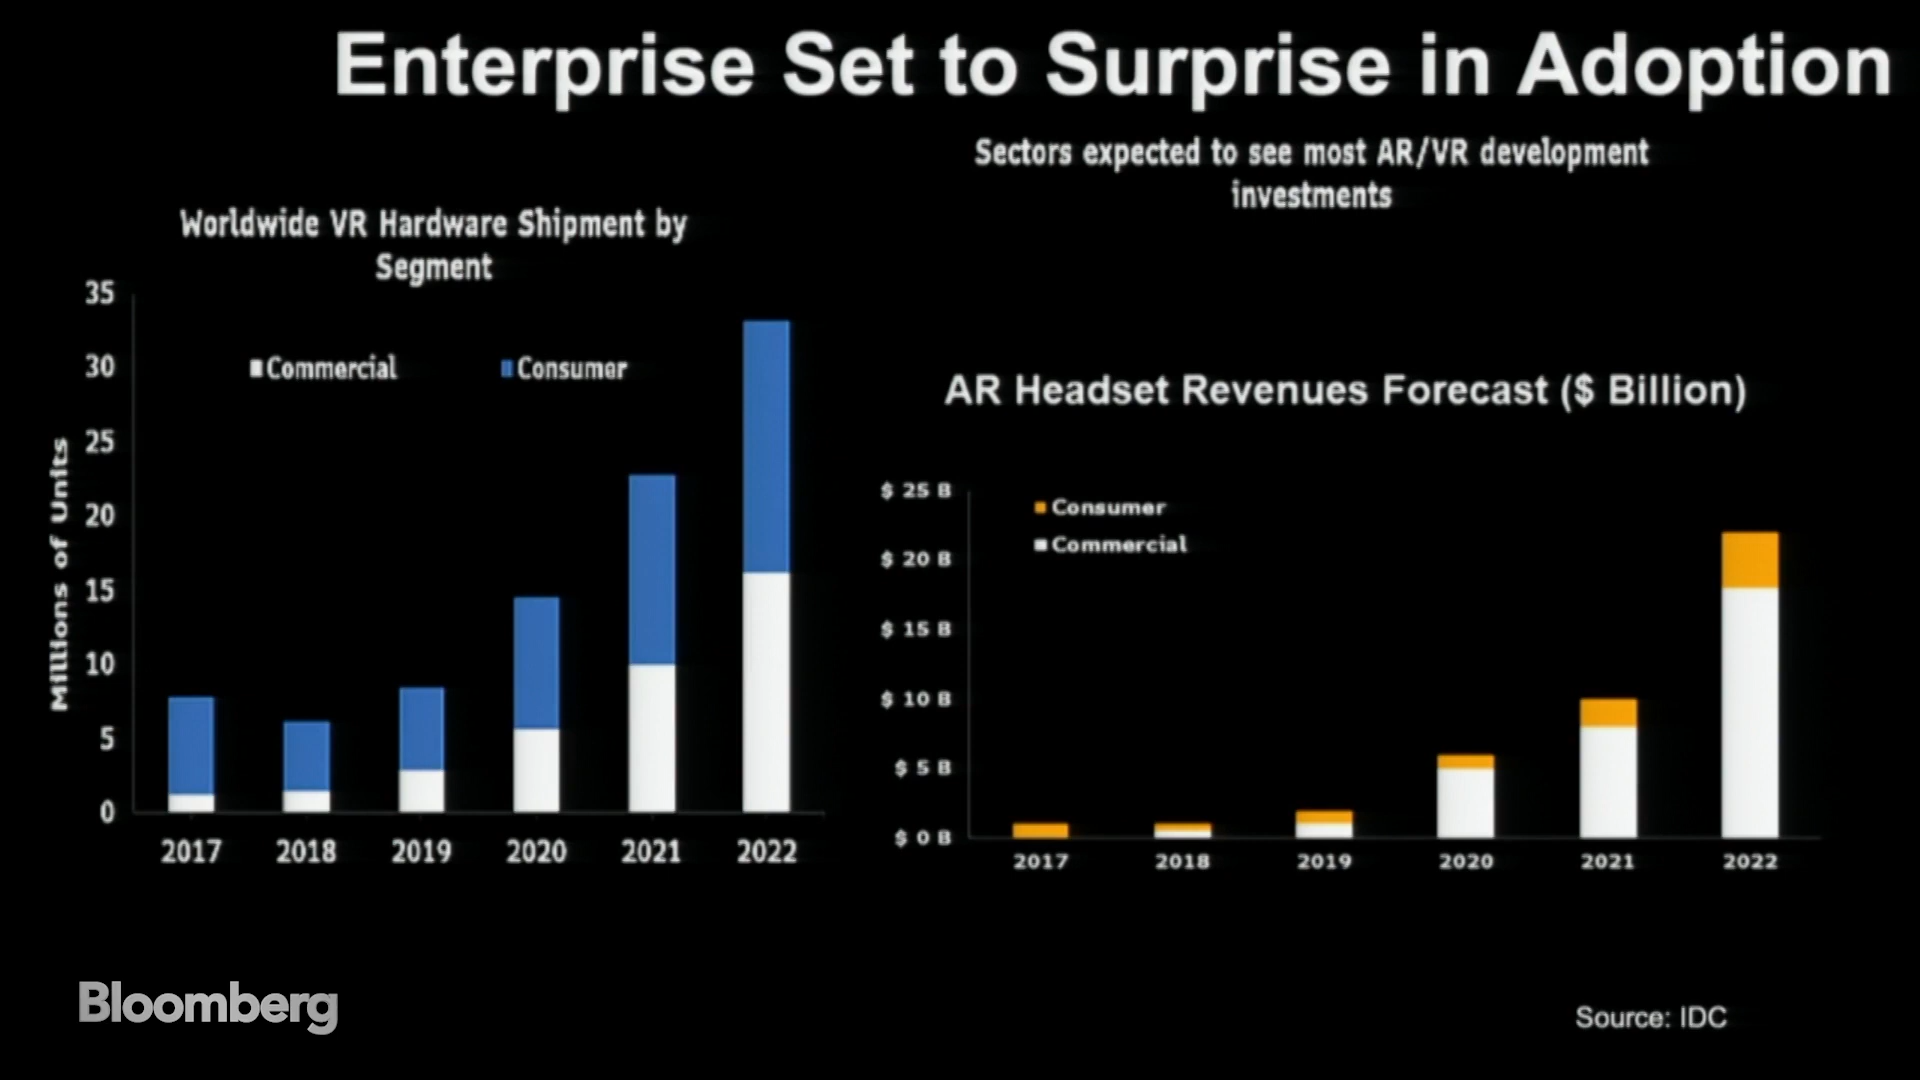 Enterprise Set to Surprise in Adoption
Worldwide VR Hardware Shipment by
Segment
35
30
25
20
15
10
5
0
Millions of Units
Commercial
Consumer
2017 2018 2019 2020 2021 2022
Sectors expected to see most AR/VR development
investments
AR Headset Revenues Forecast ($ Billion)
$ 25 B
$ 20 B
$ 15 B
$ 10 B
$ 5 B
$ 0 B
Consumer
Commercial
2017 2018 2019 2020 2021 2022
Bloomberg
Source: IDC